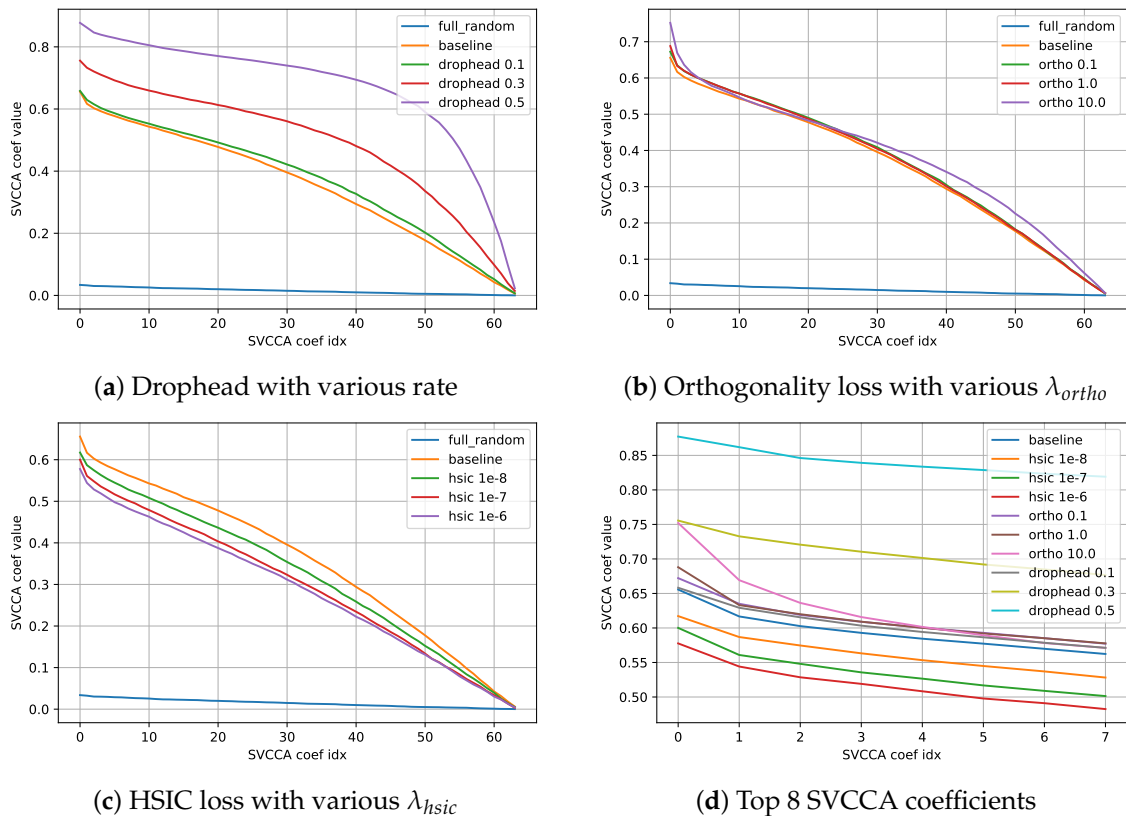 full_random
baseline
drophead 0.1
drophead 0.3
drophead 0.5
SVCCA coef value
0.8
0.6
0.4
0.2
0.0
0 10 20 30 40 50 60
SVCCA coef idx
(a) Drophead with various rate
full_random
baseline
ortho 0.1
ortho 1.0
ortho 10.0
SVCCA coef value
0.7
0.6
0.5
0.4
0.3
0.2
0.1
0.0
0 10 20 30 40 50 60
SVCCA coef idx
(b) Orthogonality loss with various λortho
full_random
baseline
hsic 1e-8
hsic 1e-7
hsic 1e-6
SVCCA coef value
0.6
0.5
0.4
0.3
0.2
0.1
0.0
0 10 20 30 40 50 60
SVCCA coef idx
(c) HSIC loss with various λhsic
baseline
hsic 1e-8
hsic 1e-7
hsic 1e-6
ortho 0.1
ortho 1.0
ortho 10.0
drophead 0.1
drophead 0.3
drophead 0.5
SVCCA coef value
0.85
0.80
0.75
0.70
0.65
0.60
0.55
0.50
0 1 2 3 4 5 6 7
SVCCA coef idx
(d) Top 8 SVCCA coefficients